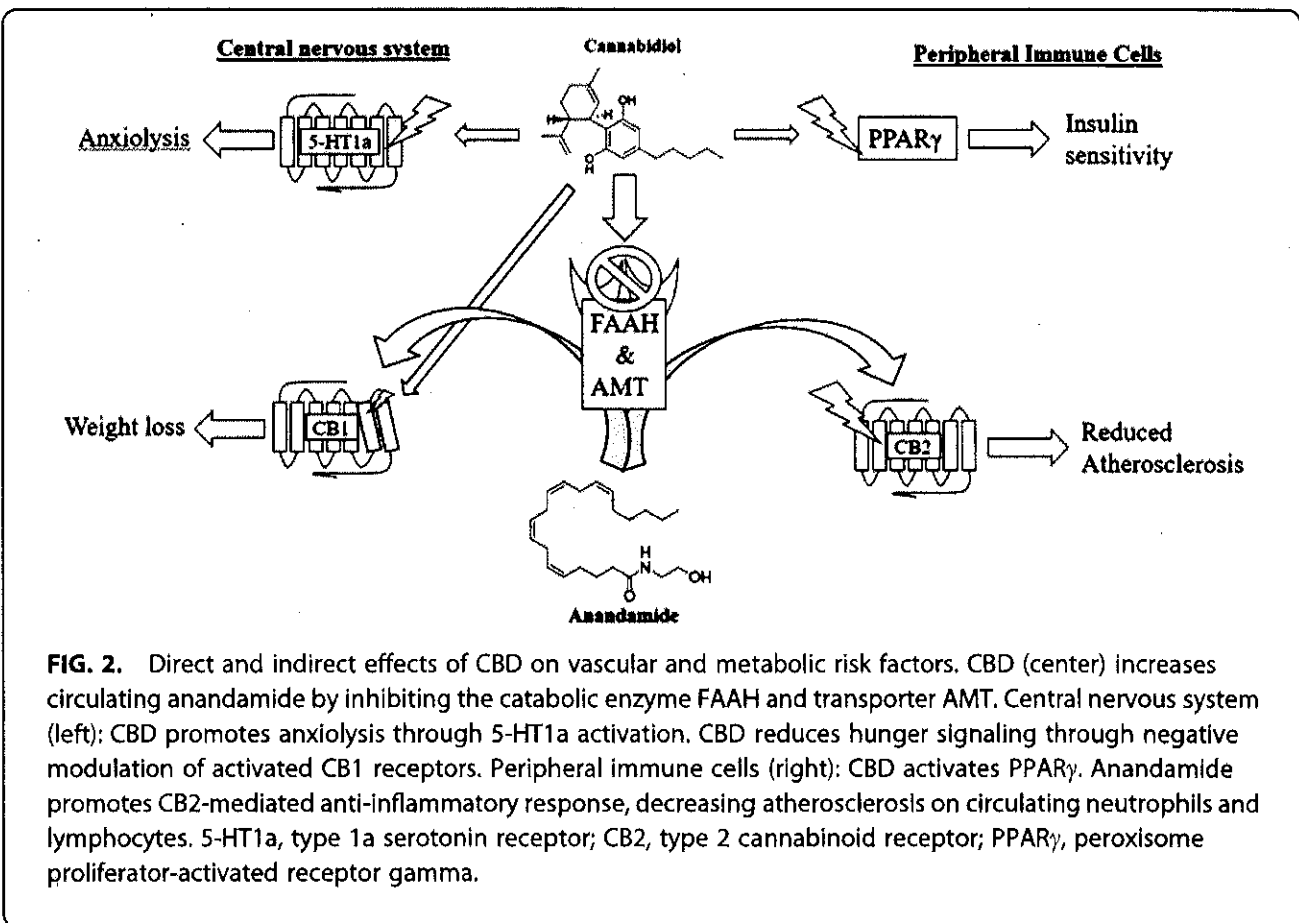 Central nervous system
Cannabidiol
Peripheral Immune Cells
Anxiolysis
5-HT1a
H
H
OH
HO
PPARγ
Insulin
sensitivity
FAAH
&
AMT
Weight loss
CB1
CB2
Reduced
Atherosclerosis
H
N
OH
O
Anandamide
FIG. 2. Direct and indirect effects of CBD on vascular and metabolic risk factors. CBD (center) increases
circulating anandamide by inhibiting the catabolic enzyme FAAH and transporter AMT. Central nervous system
(left): CBD promotes anxiolysis through 5-HT1a activation. CBD reduces hunger signaling through negative
modulation of activated CB1 receptors. Peripheral immune cells (right): CBD activates PPARγ. Anandamide
promotes CB2-mediated anti-inflammatory response, decreasing atherosclerosis on circulating neutrophils and
lymphocytes. 5-HT1a, type 1a serotonin receptor; CB2, type 2 cannabinoid receptor; PPARγ, peroxisome
proliferator-activated receptor gamma.